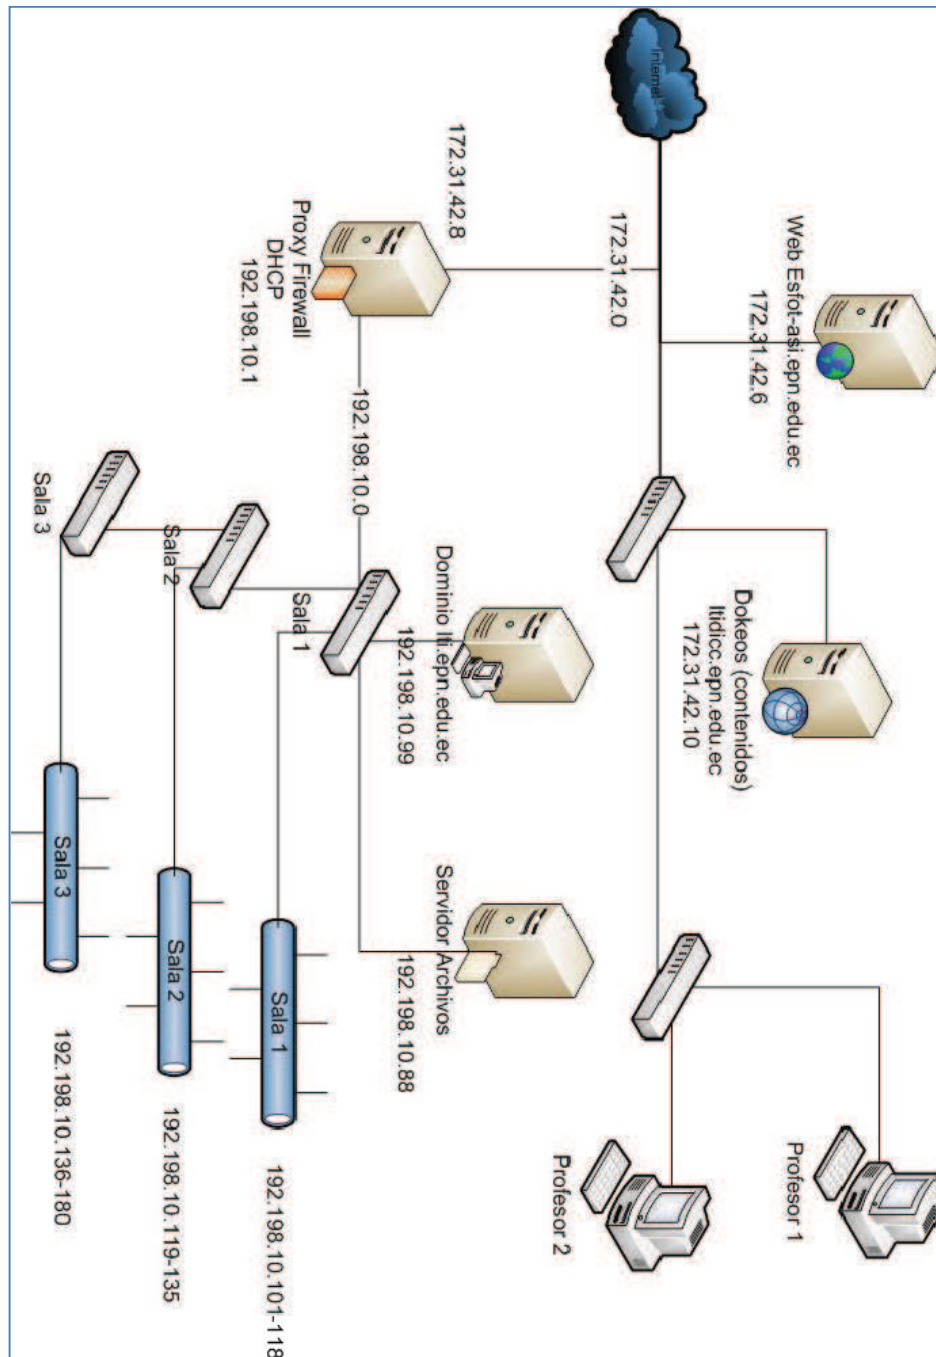 Internet
Web Esfot-asi.epn.edu.ec
172.31.42.6
172.31.42.0
172.31.42.8
Proxy Firewall
DHCP
192.198.10.1
Dokeos (contenidos)
Itidicc.epn.edu.ec
172.31.42.10
192.198.10.0
Dominio Iti.epn.edu.ec
192.198.10.99
Servidor Archivos
192.198.10.88
Profesor 1
Profesor 2
Sala 1
Sala 2
Sala 3
Sala 1
192.198.10.101-118
Sala 2
192.198.10.119-135
Sala 3
192.198.10.136-180